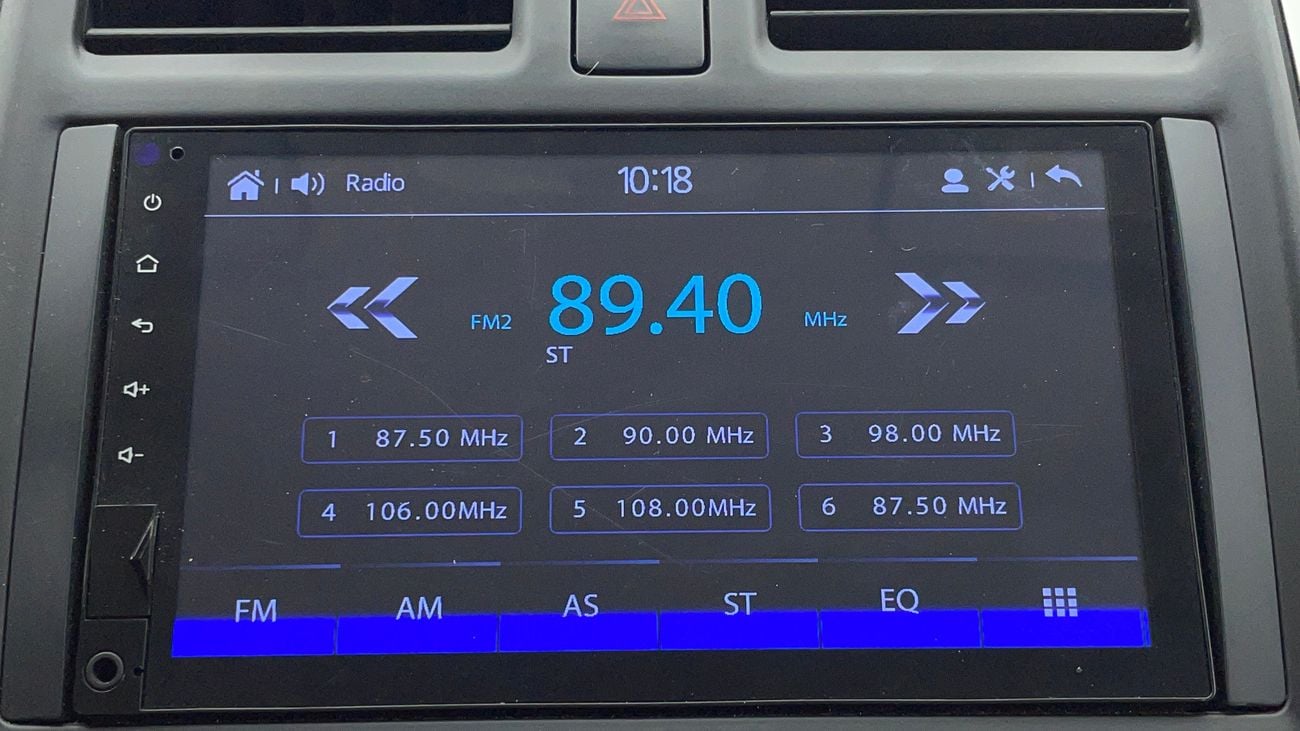 Radio 10:18
FM2 89.40 MHz
ST
1 87.50 MHz 2 90.00 MHz 3 98.00 MHz
4 106.00MHz 5 108.00MHz 6 87.50 MHz
FM AM AS ST EQ